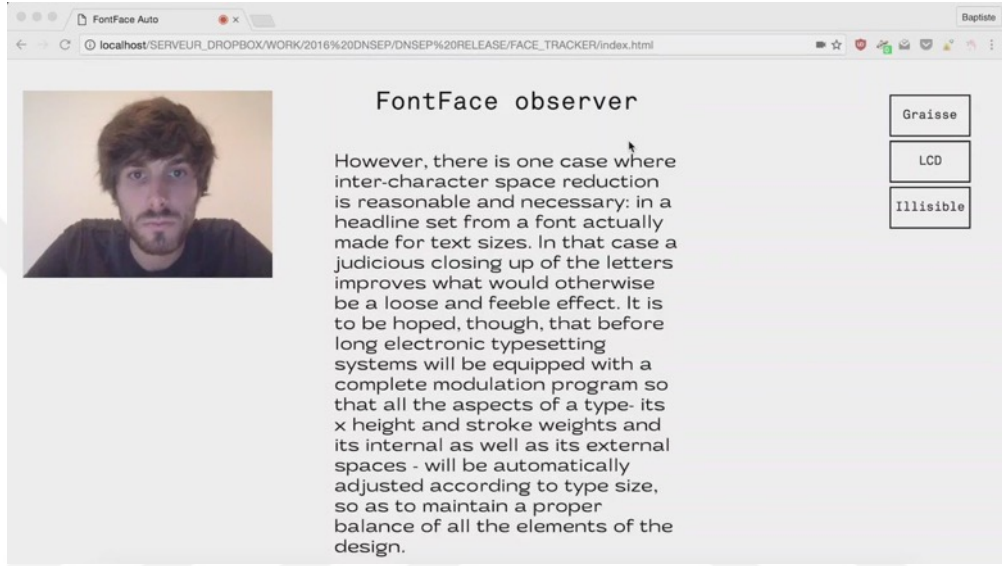 FontFace Auto
Baptiste
localhost/SERVEUR_DROPBOX/WORK/2016%20DNSEP/DNSEP%20RELEASE/FACE_TRACKER/index.html
FontFace observer
However, there is one case where
inter-character space reduction
is reasonable and necessary: in a
headline set from a font actually
made for text sizes. In that case a
judicious closing up of the letters
improves what would otherwise
be a loose and feeble effect. It is
to be hoped, though, that before
long electronic typesetting
systems will be equipped with a
complete modulation program so
that all the aspects of a type- its
x height and stroke weights and
its internal as well as its external
spaces - will be automatically
adjusted according to type size,
so as to maintain a proper
balance of all the elements of the
design.
Graisse
LCD
Illisible